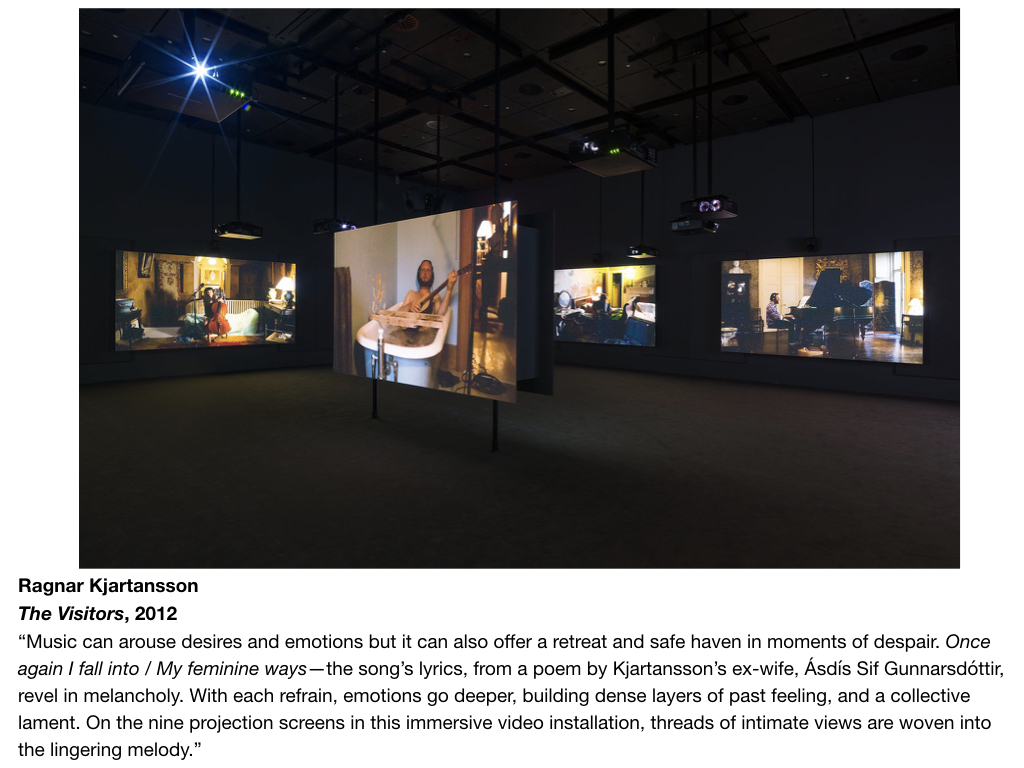 Ragnar Kjartansson
The Visitors, 2012
“Music can arouse desires and emotions but it can also offer a retreat and safe haven in moments of despair. Once
again I fall into / My feminine ways—the song’s lyrics, from a poem by Kjartansson’s ex-wife, Ásdís Sif Gunnarsdóttir,
revel in melancholy. With each refrain, emotions go deeper, building dense layers of past feeling, and a collective
lament. On the nine projection screens in this immersive video installation, threads of intimate views are woven into
the lingering melody.”